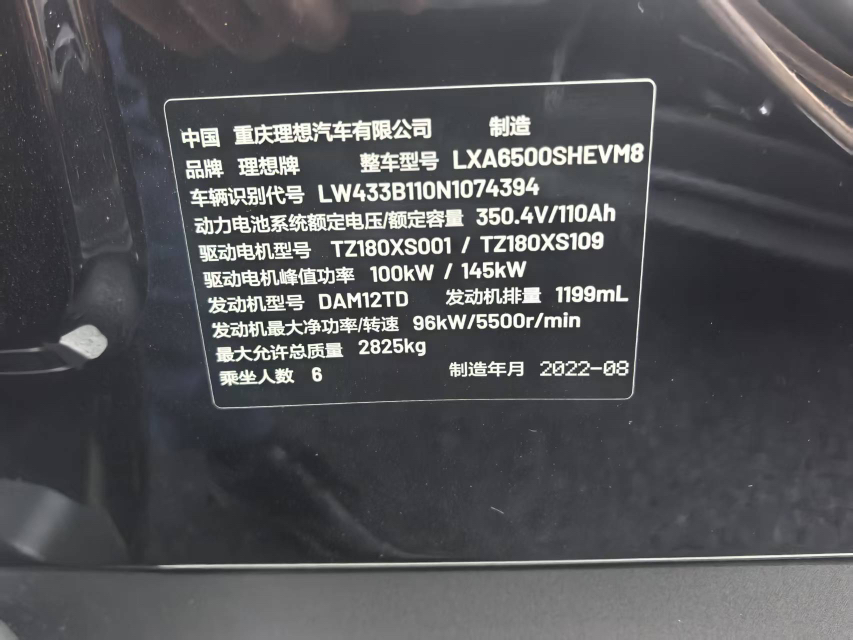 中国 重庆理想汽车有限公司 制造
品牌 理想牌 整车型号 LXA6500SHEVM8
车辆识别代号 LW433B110N1074394
动力电池系统额定电压/额定容量 350.4V/110Ah
驱动电机型号 TZ180XS001 / TZ180XS109
驱动电机峰值功率 100kW / 145kW
发动机型号 DAM12TD 发动机排量 1199mL
发动机最大净功率/转速 96kW/5500r/min
最大允许总质量 2825kg
乘坐人数 6 制造年月 2022-08